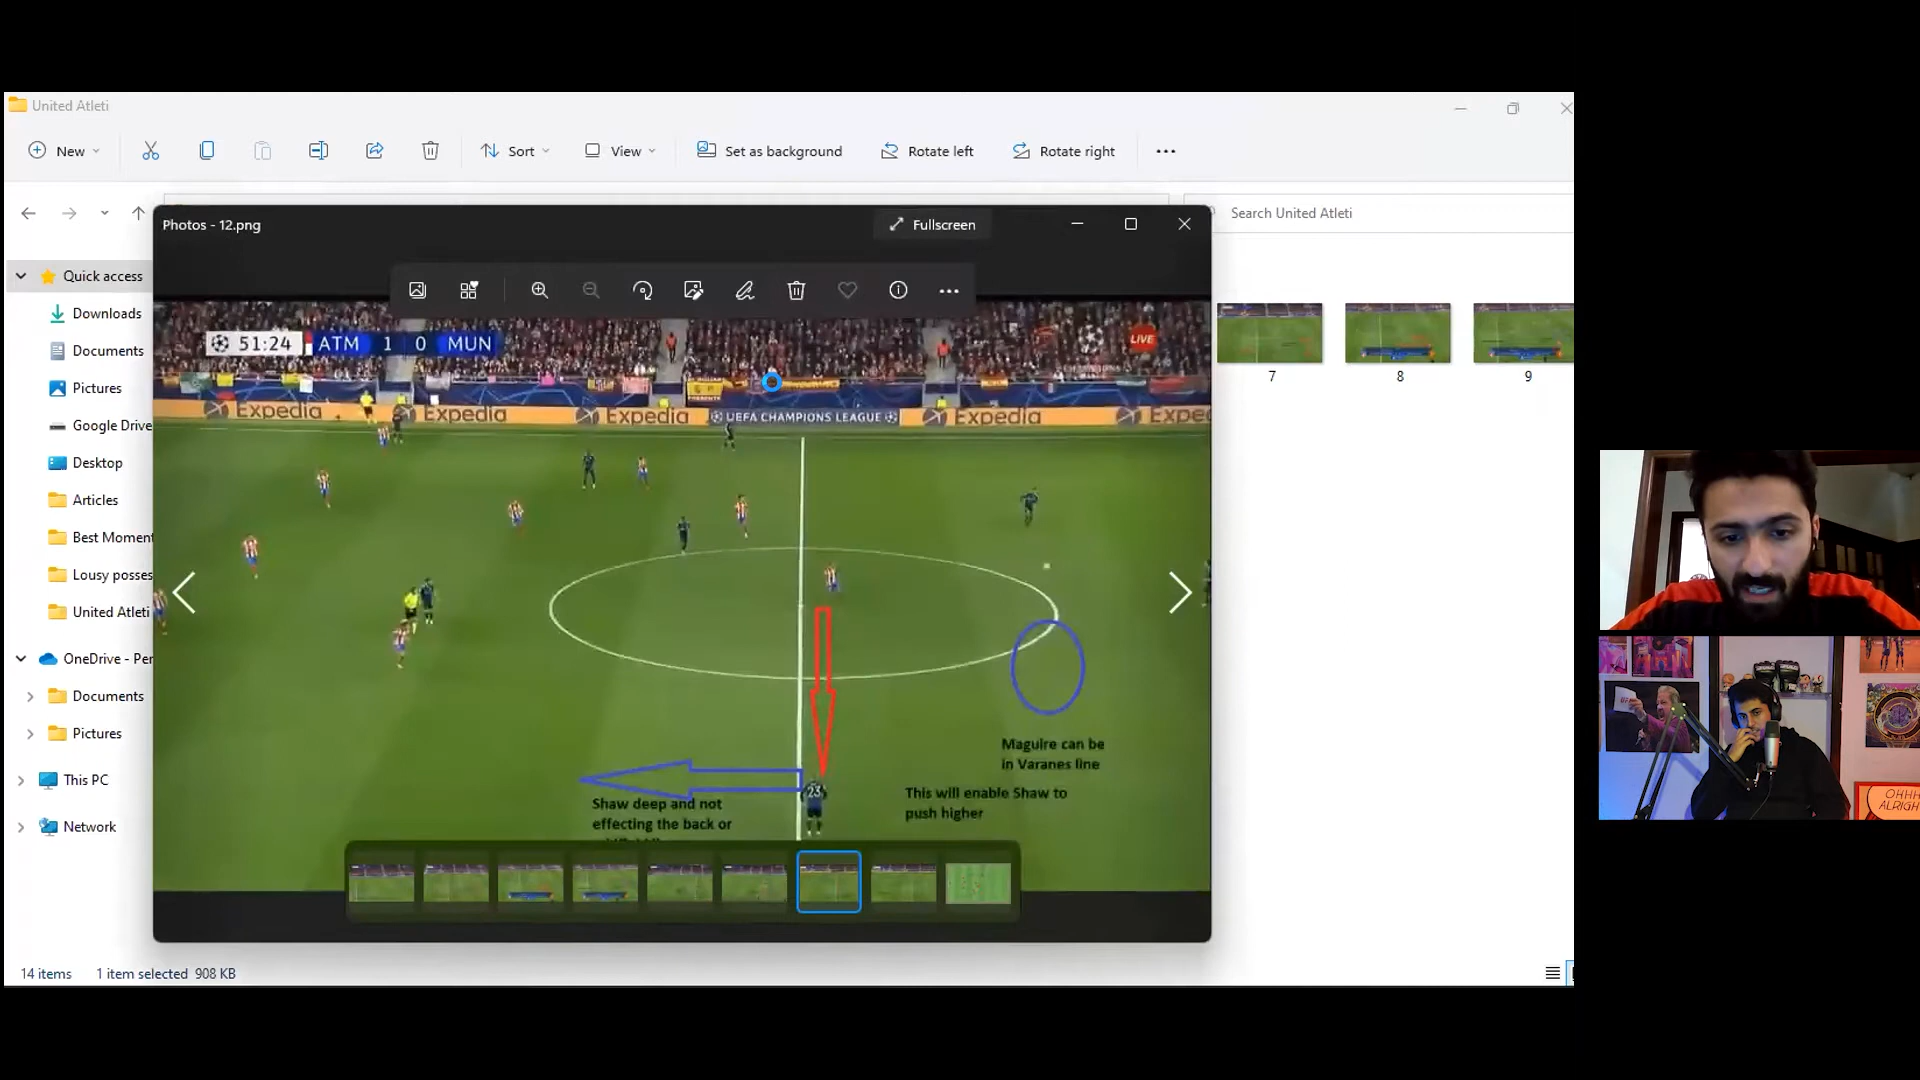 United Atleti
New
Sort
View
Set as background
Rotate left
Rotate right
Search United Atleti
Photos - 12.png
Fullscreen
Quick access
Downloads
Documents
Pictures
Google Drive
Desktop
Articles
Best Moment
Lousy posses
United Atleti
OneDrive - Per
Documents
Pictures
This PC
Network
51:24 ATM 1 0 MUN
LIVE
Expedia Expedia Expedia UEFA CHAMPIONS LEAGUE Expedia Expe
23
Maguire can be
in Varanes line
This will enable Shaw to
push higher
Shaw deep and not
effecting the back or
7
8
9
14 items 1 item selected 908 KB
OHHH
ALRIGH